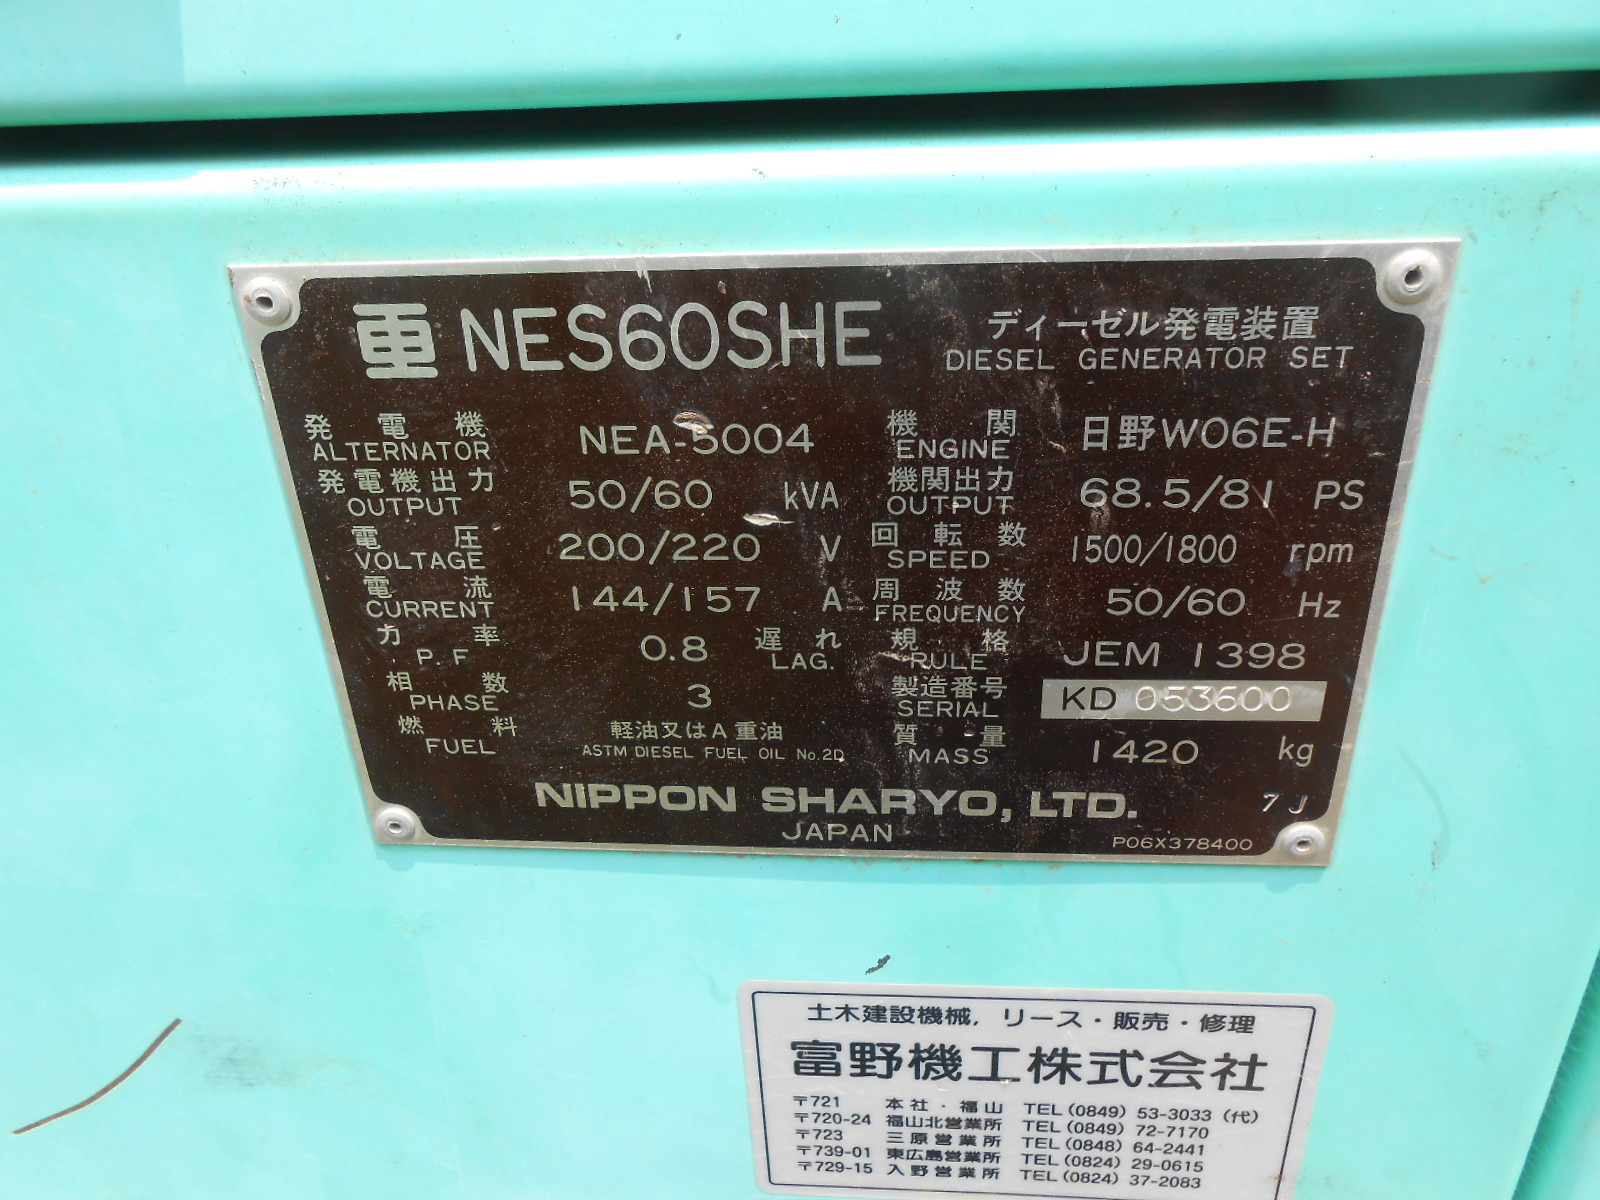 重 NES60SHE ディーゼル発電装置
DIESEL GENERATOR SET
発電機 NEA-5004
ALTERNATOR
発電機出力 50/60 kVA
OUTPUT
電圧 200/220 V
VOLTAGE
電流 144/157 A
CURRENT
力率 0.8 遅れ
P.F LAG.
相数 3
PHASE
燃料 軽油又はA重油
FUEL ASTM DIESEL FUEL OIL No.2D
機関 日野W06E-H
ENGINE
機関出力 68.5/81 PS
OUTPUT
回転数 1500/1800 rpm
SPEED
周波数 50/60 Hz
FREQUENCY
規格 JEM 1398
RULE
製造番号 KD 053600
SERIAL
質量 1420 kg
MASS
NIPPON SHARYO, LTD. 7J
JAPAN P06X378400
土木建設機械, リース・販売・修理
富野機工株式会社
〒721 本社・福山 TEL (0849) 53-3033 (代)
〒720-24 福山北営業所 TEL (0849) 72-7170
〒723 三原営業所 TEL (0848) 64-2441
〒739-01 東広島営業所 TEL (0824) 29-0615
〒729-15 入野営業所 TEL (0824) 37-2083